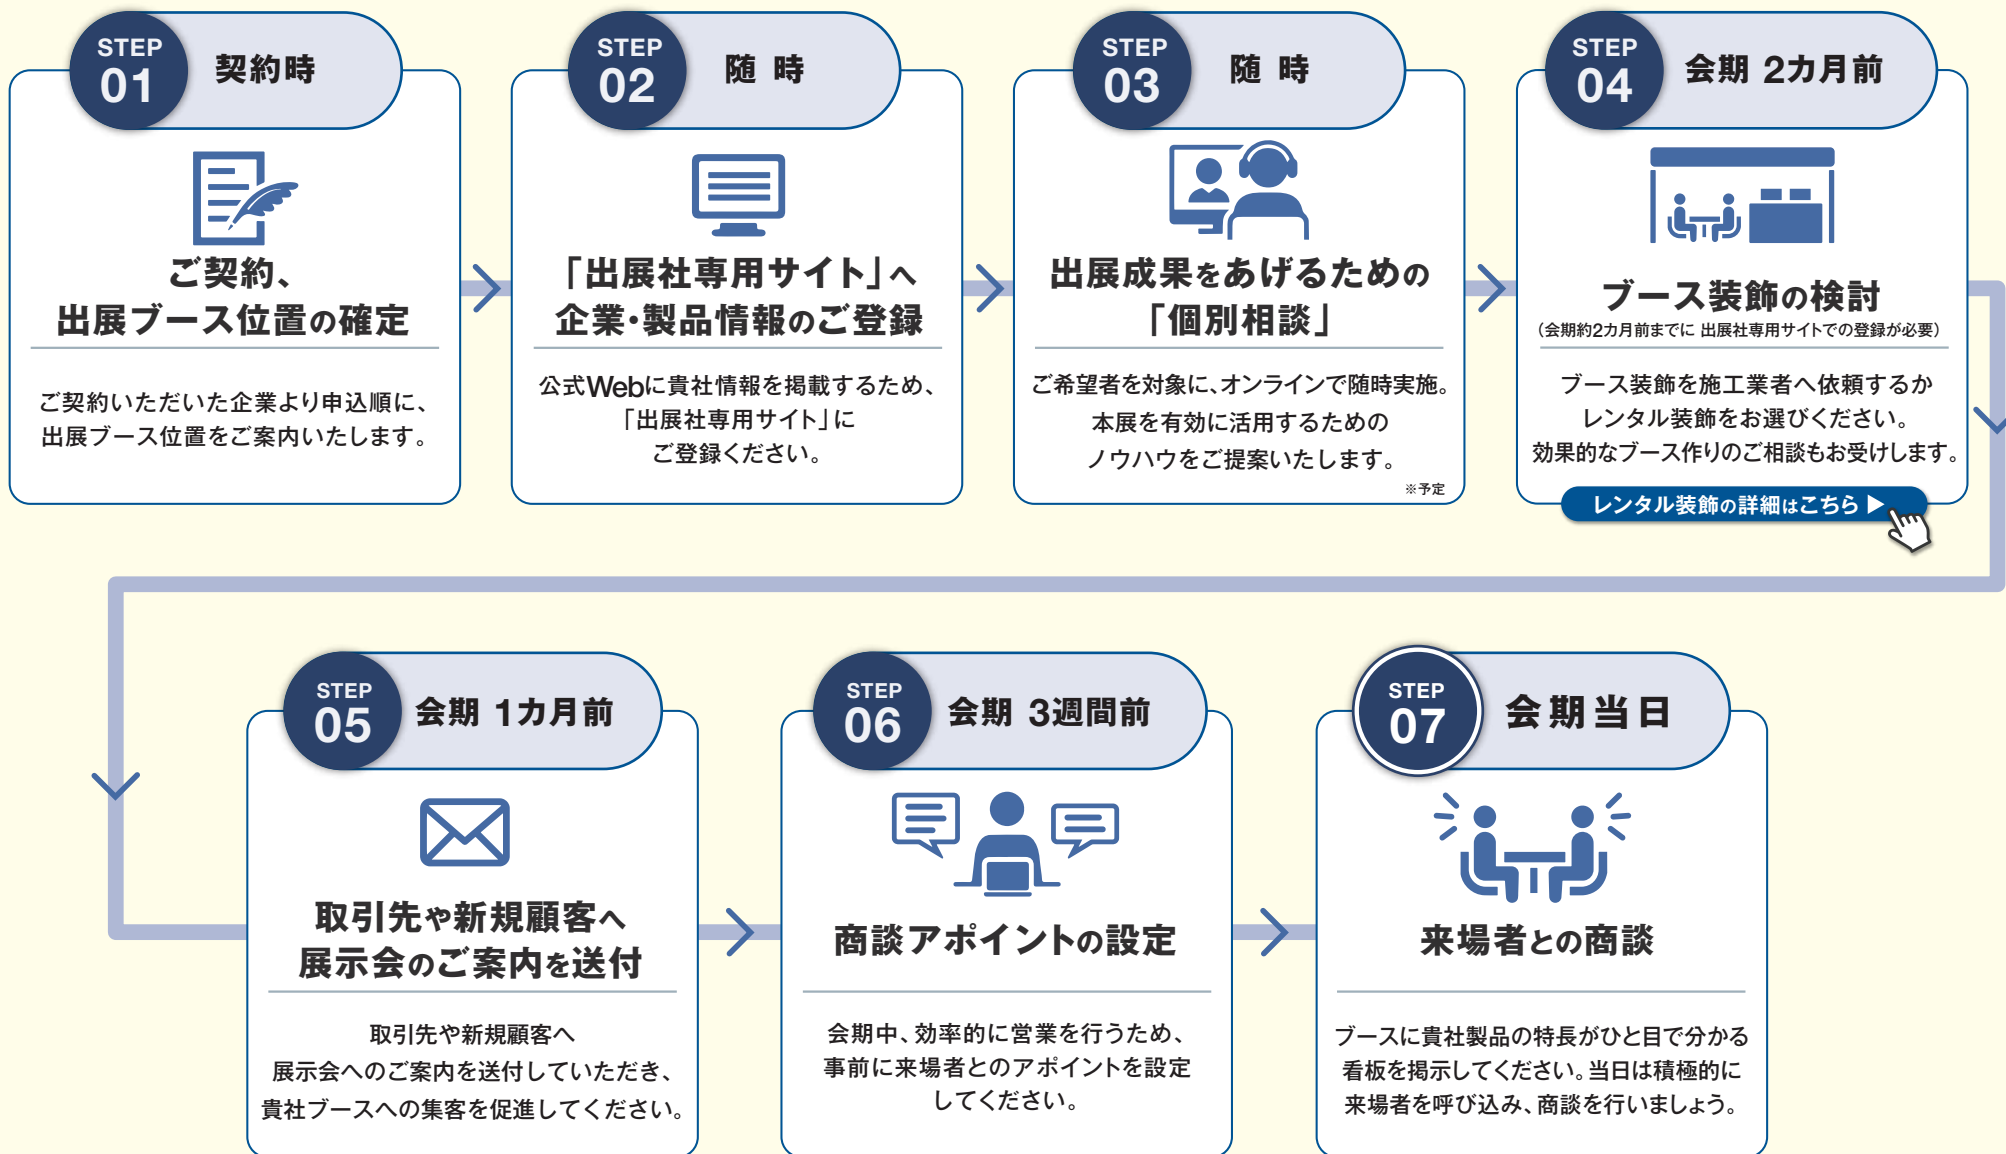 STEP
01
契約時
ご契約、
出展ブース位置の確定
ご契約いただいた企業より申込順に、
出展ブース位置をご案内いたします。
STEP
02
随 時
「出展社専用サイト」へ
企業・製品情報のご登録
公式Webに貴社情報を掲載するため、
「出展社専用サイト」に
ご登録ください。
STEP
03
随 時
出展成果をあげるための
「個別相談」
ご希望者を対象に、オンラインで随時実施。
本展を有効に活用するための
ノウハウをご提案いたします。
※予定
STEP
04
会期 2カ月前
ブース装飾の検討
(会期約2カ月前までに 出展社専用サイトでの登録が必要)
ブース装飾を施工業者へ依頼するか
レンタル装飾をお選びください。
効果的なブース作りのご相談もお受けします。
レンタル装飾の詳細はこちら ▶
STEP
05
会期 1カ月前
取引先や新規顧客へ
展示会のご案内を送付
取引先や新規顧客へ
展示会へのご案内を送付していただき、
貴社ブースへの集客を促進してください。
STEP
06
会期 3週間前
商談アポイントの設定
会期中、効率的に営業を行うため、
事前に来場者とのアポイントを設定
してください。
STEP
07
会期当日
来場者との商談
ブースに貴社製品の特長がひと目で分かる
看板を掲示してください。当日は積極的に
来場者を呼び込み、商談を行いましょう。